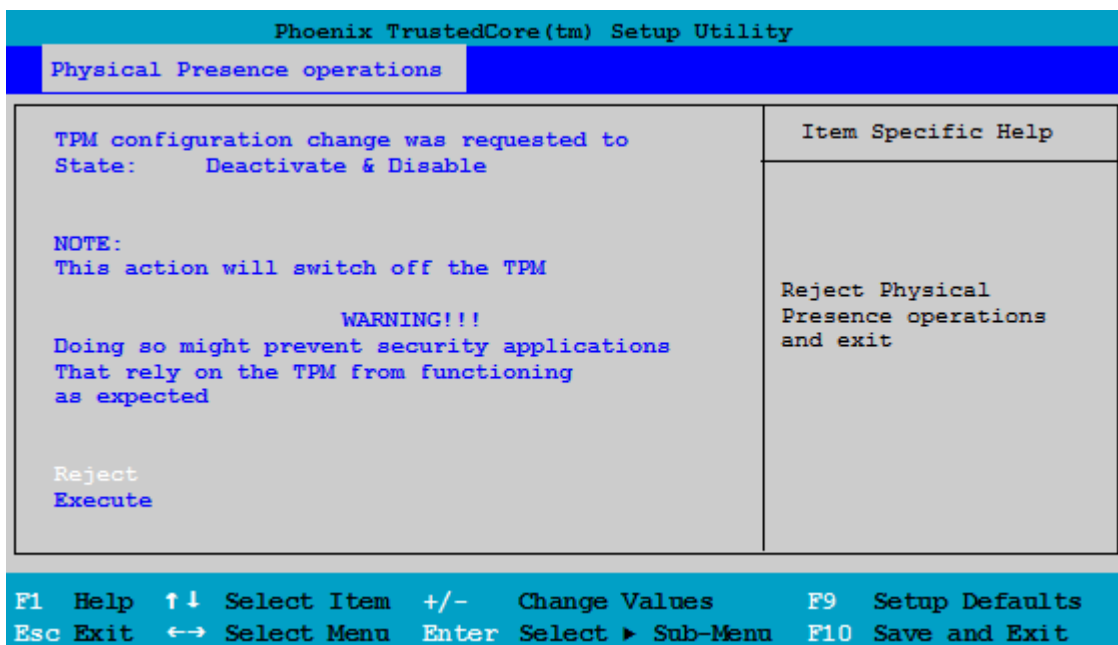 Phoenix TrustedCore(tm) Setup Utility
Physical Presence operations
TPM configuration change was requested to
State: Deactivate & Disable
NOTE:
This action will switch off the TPM
WARNING!!!
Doing so might prevent security applications
That rely on the TPM from functioning
as expected
Reject
Execute
Item Specific Help
Reject Physical
Presence operations
and exit
F1 Help ↑↓ Select Item +/- Change Values F9 Setup Defaults
Esc Exit ←→ Select Menu Enter Select ▶ Sub-Menu F10 Save and Exit